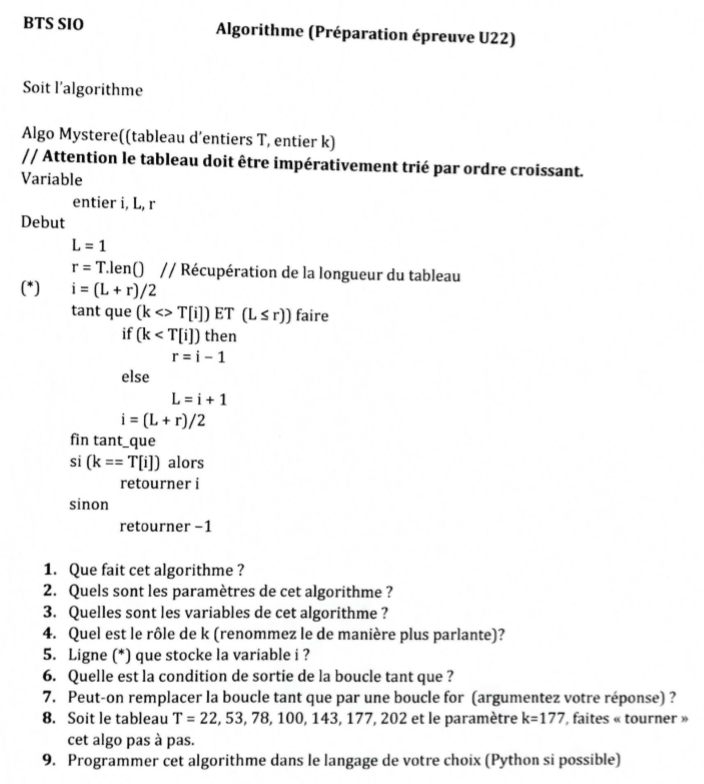 BTS SIO
Algorithme (Préparation épreuve U22)
Soit l'algorithme
Algo Mystere((tableau d'entiers T, entier k)
// Attention le tableau doit être impérativement trié par ordre croissant.
Variable
entier i, L, r
Debut
L = 1
r = T.len() // Récupération de la longueur du tableau
(*) i = (L + r)/2
tant que (k <> T[i]) ET (L ≤ r)) faire
if (k < T[i]) then
r = i – 1
else
L = i + 1
i = (L + r)/2
fin tant_que
si (k == T[i]) alors
retourner i
sinon
retourner –1
1. Que fait cet algorithme ?
2. Quels sont les paramètres de cet algorithme ?
3. Quelles sont les variables de cet algorithme ?
4. Quel est le rôle de k (renommez le de manière plus parlante)?
5. Ligne (*) que stocke la variable i ?
6. Quelle est la condition de sortie de la boucle tant que ?
7. Peut-on remplacer la boucle tant que par une boucle for (argumentez votre réponse) ?
8. Soit le tableau T = 22, 53, 78, 100, 143, 177, 202 et le paramètre k=177, faites « tourner »
cet algo pas à pas.
9. Programmer cet algorithme dans le langage de votre choix (Python si possible)